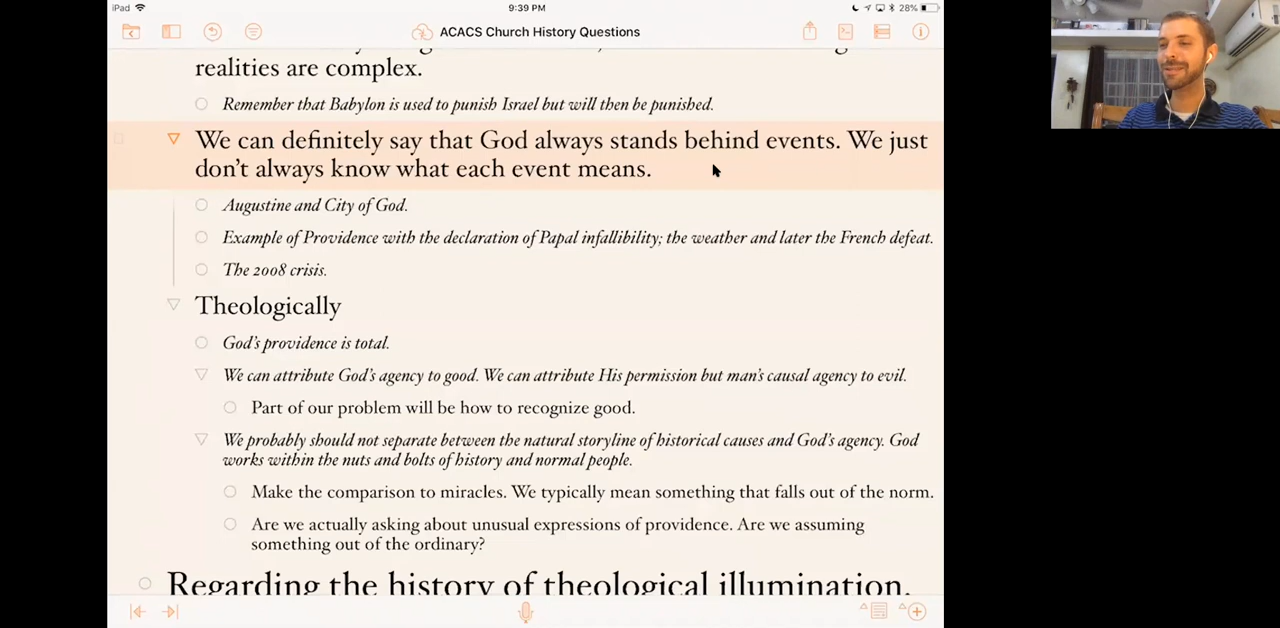 iPad 9:39 PM 28%
ACACS Church History Questions
realities are complex.
Remember that Babylon is used to punish Israel but will then be punished.
We can definitely say that God always stands behind events. We just
don't always know what each event means.
Augustine and City of God.
Example of Providence with the declaration of Papal infallibility; the weather and later the French defeat.
The 2008 crisis.
Theologically
God's providence is total.
We can attribute God's agency to good. We can attribute His permission but man's causal agency to evil.
Part of our problem will be how to recognize good.
We probably should not separate between the natural storyline of historical causes and God's agency. God
works within the nuts and bolts of history and normal people.
Make the comparison to miracles. We typically mean something that falls out of the norm.
Are we actually asking about unusual expressions of providence. Are we assuming
something out of the ordinary?
Regarding the history of theological illumination.